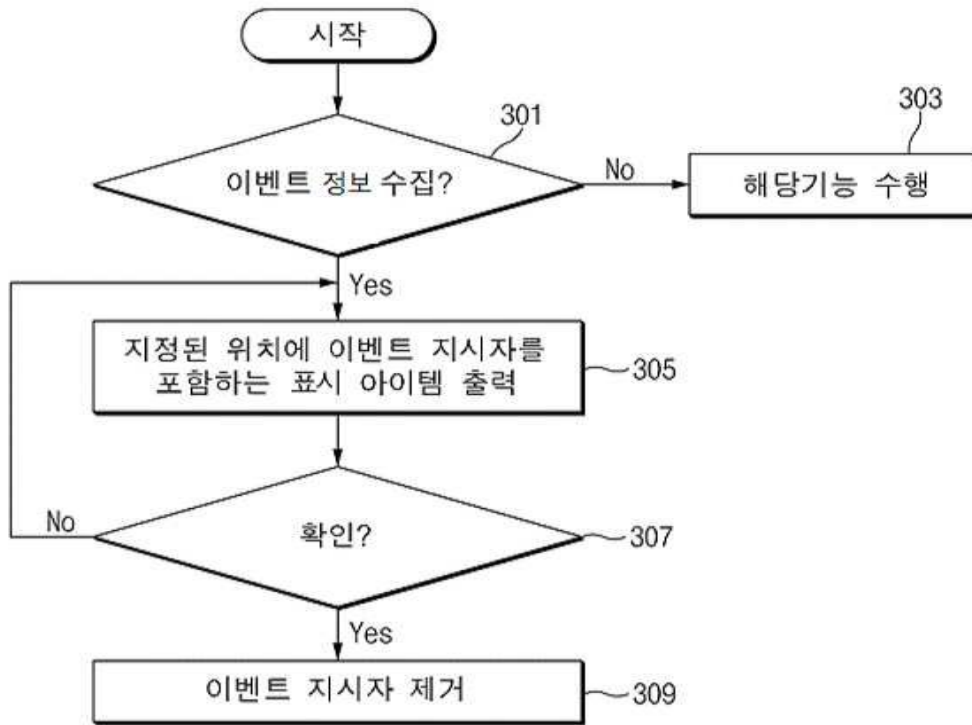 시작
301
이벤트 정보 수집?
No
303
해당기능 수행
Yes
지정된 위치에 이벤트 지시자를
포함하는 표시 아이템 출력
305
확인?
No
307
Yes
이벤트 지시자 제거
309